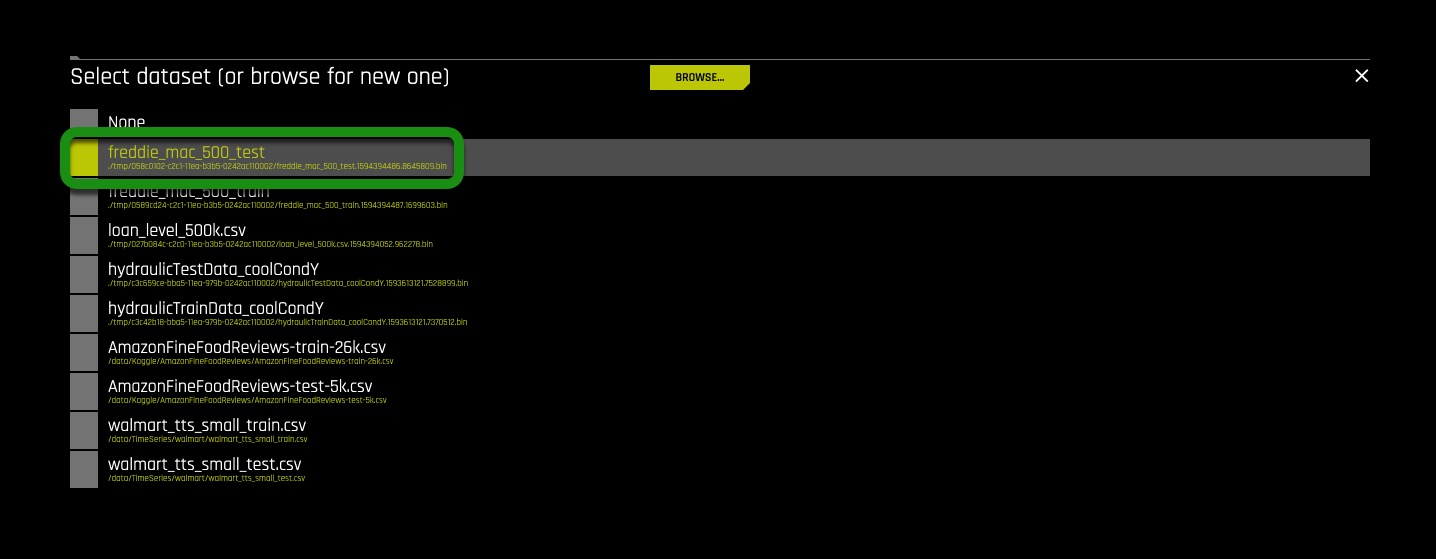 Select dataset (or browse for new one)
BROWSE...
None
freddie_mac_500_test
./tmp/058c0102-c2c1-11ea-b3b5-0242ac110002/freddie_mac_500_test.1594394486.8645809.bin
freddie_mac_500_train
./tmp/0589cd24-c2c1-11ea-b3b5-0242ac110002/freddie_mac_500_train.1594394487.1699603.bin
loan_level_500k.csv
./tmp/027b084c-c2c0-11ea-b3b5-0242ac110002/loan_level_500k.csv.1594394052.962278.bin
hydraulicTestData_coolCondY
./tmp/c3c659ce-bba5-11ea-979b-0242ac110002/hydraulicTestData_coolCondY.1593613121.7528899.bin
hydraulicTrainData_coolCondY
./tmp/c3c42b18-bba5-11ea-979b-0242ac110002/hydraulicTrainData_coolCondY.1593613121.7370512.bin
AmazonFineFoodReviews-train-26k.csv
/data/Kaggle/AmazonFineFoodReviews/AmazonFineFoodReviews-train-26k.csv
AmazonFineFoodReviews-test-5k.csv
/data/Kaggle/AmazonFineFoodReviews/AmazonFineFoodReviews-test-5k.csv
walmart_tts_small_train.csv
/data/TimeSeries/walmart/walmart_tts_small_train.csv
walmart_tts_small_test.csv
/data/TimeSeries/walmart/walmart_tts_small_test.csv